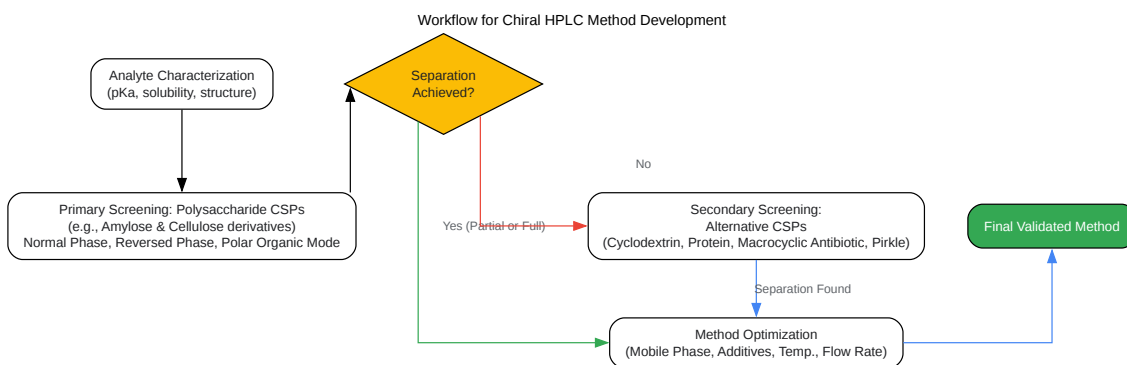 Workflow for Chiral HPLC Method Development
Analyte Characterization
(pKa, solubility, structure)
Separation
Achieved?
No
Primary Screening: Polysaccharide CSPs
(e.g., Amylose & Cellulose derivatives)
Normal Phase, Reversed Phase, Polar Organic Mode
Yes (Partial or Full)
Secondary Screening:
Alternative CSPs
(Cyclodextrin, Protein, Macrocyclic Antibiotic, Pirkle)
Final Validated Method
Separation Found
Method Optimization
(Mobile Phase, Additives, Temp., Flow Rate)